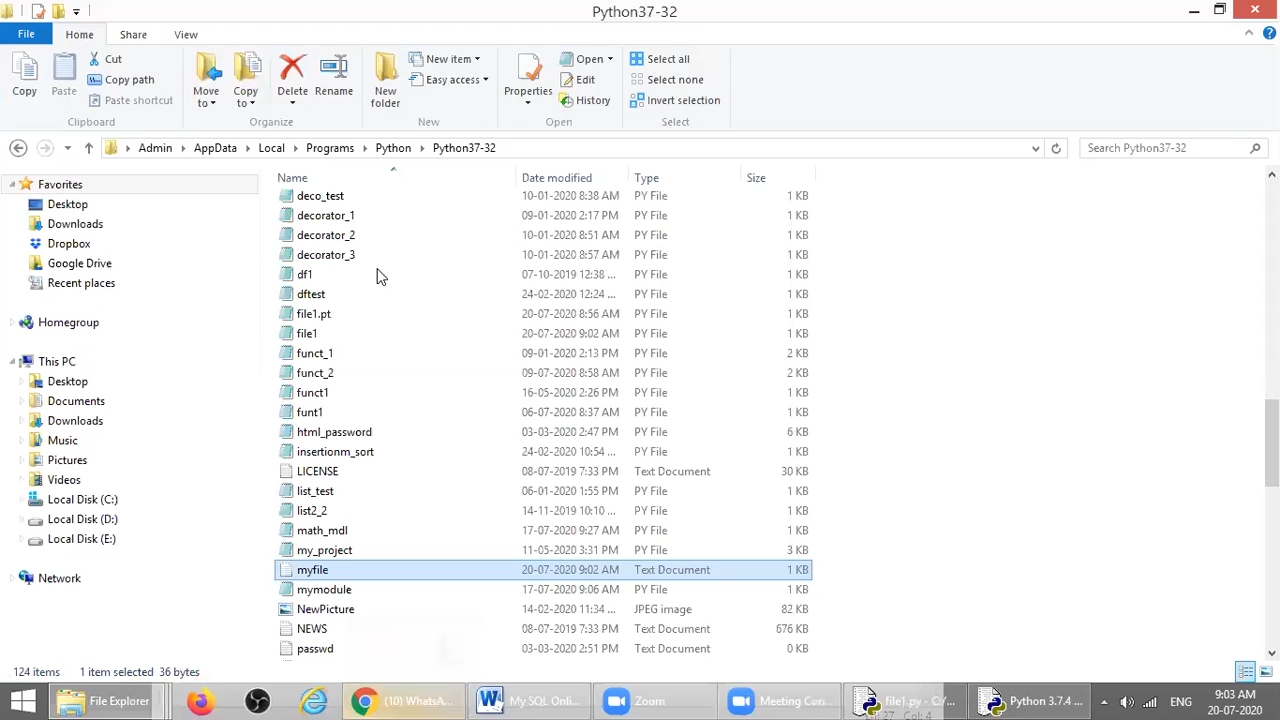 Python37-32
File Home Share View
Copy Paste Cut Copy path Paste shortcut Move to Copy to Delete Rename New folder New item Easy access Properties Open Edit History Select all Select none Invert selection
Clipboard Organize New Open Select
Admin AppData Local Programs Python Python37-32 Search Python37-32
Name Date modified Type Size
Favorites
Desktop
Downloads
Dropbox
Google Drive
Recent places
Homegroup
This PC
Desktop
Documents
Downloads
Music
Pictures
Videos
Local Disk (C:)
Local Disk (D:)
Local Disk (E:)
Network
deco_test 10-01-2020 8:38 AM PY File 1 KB
decorator_1 09-01-2020 2:17 PM PY File 1 KB
decorator_2 10-01-2020 8:51 AM PY File 1 KB
decorator_3 10-01-2020 8:57 AM PY File 1 KB
df1 07-10-2019 12:38 ... PY File 1 KB
dftest 24-02-2020 12:24 ... PY File 1 KB
file1.pt 20-07-2020 8:56 AM PY File 1 KB
file1 20-07-2020 9:02 AM PY File 1 KB
funct_1 09-01-2020 2:13 PM PY File 2 KB
funct_2 09-07-2020 8:58 AM PY File 2 KB
funct1 16-05-2020 2:26 PM PY File 1 KB
funt1 06-07-2020 8:37 AM PY File 1 KB
html_password 03-03-2020 2:47 PM PY File 6 KB
insertionm_sort 24-02-2020 10:54 ... PY File 1 KB
LICENSE 08-07-2019 7:33 PM Text Document 30 KB
list_test 06-01-2020 1:55 PM PY File 1 KB
list2_2 14-11-2019 10:10 ... PY File 1 KB
math_mdl 17-07-2020 9:27 AM PY File 1 KB
my_project 11-05-2020 3:31 PM PY File 3 KB
myfile 20-07-2020 9:02 AM Text Document 1 KB
mymodule 17-07-2020 9:06 AM PY File 1 KB
NewPicture 14-02-2020 11:34 ... JPEG image 82 KB
NEWS 08-07-2019 7:33 PM Text Document 676 KB
passwd 03-03-2020 2:51 PM Text Document 0 KB
124 items 1 item selected 36 bytes
File Explorer (10) WhatsA... My SQL Onli... Zoom Meeting Con... file1.py - C:/... Python 3.7.4 ... ENG 9:03 AM
20-07-2020